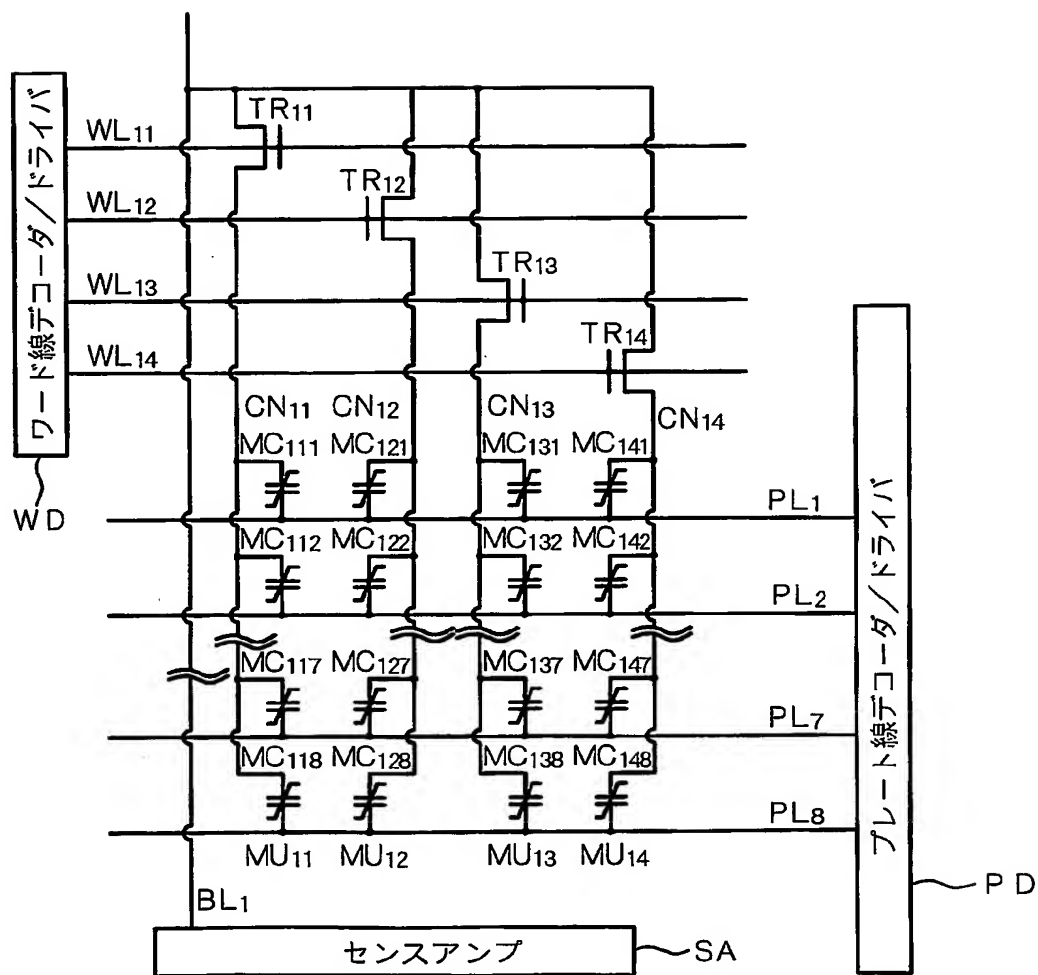 ワード線デコーダ/ドライバ
WD
WL11
WL12
WL13
WL14
TR11
TR12
TR13
TR14
CN11 CN12 CN13 CN14
MC111 MC121 MC131 MC141
PL1
MC112 MC122 MC132 MC142
PL2
MC117 MC127 MC137 MC147
PL7
MC118 MC128 MC138 MC148
PL8
MU11 MU12 MU13 MU14
プレート線デコーダ/ドライバ
PD
BL1
センスアンプ
SA